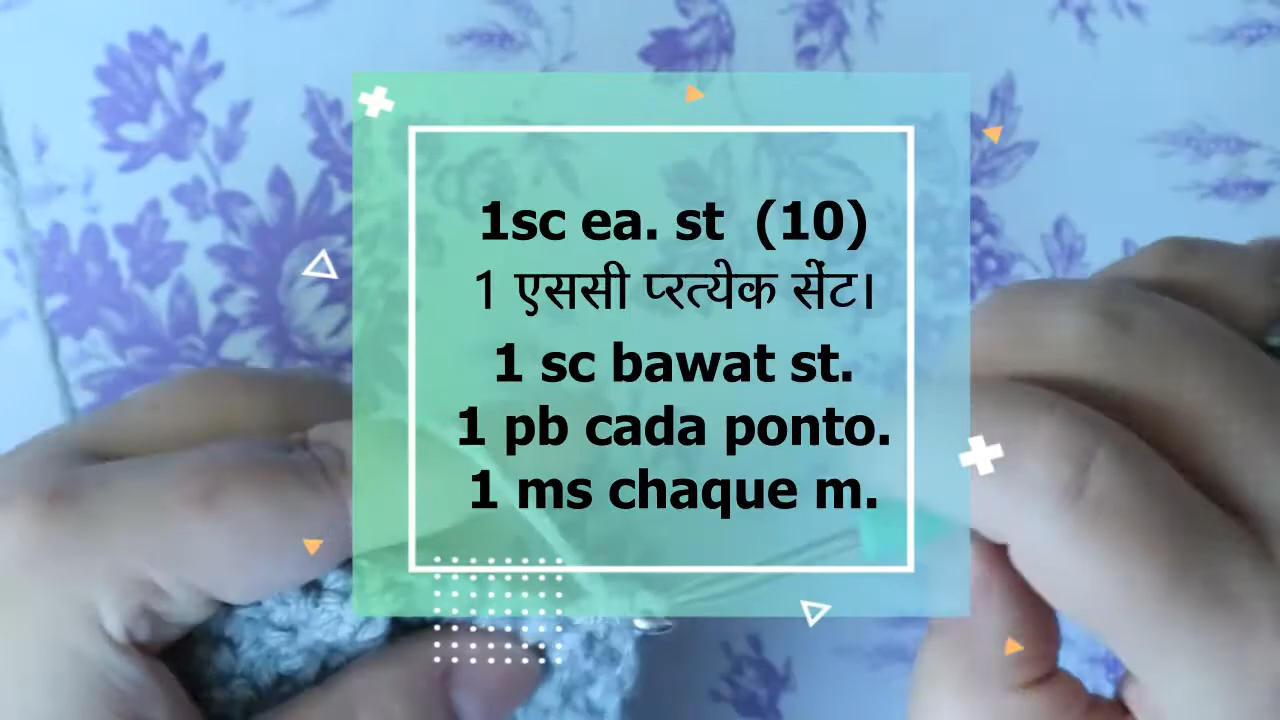 1sc ea. st (10)
1 एससी प्रत्येक सेंट।
1 sc bawat st.
1 pb cada ponto.
1 ms chaque m.